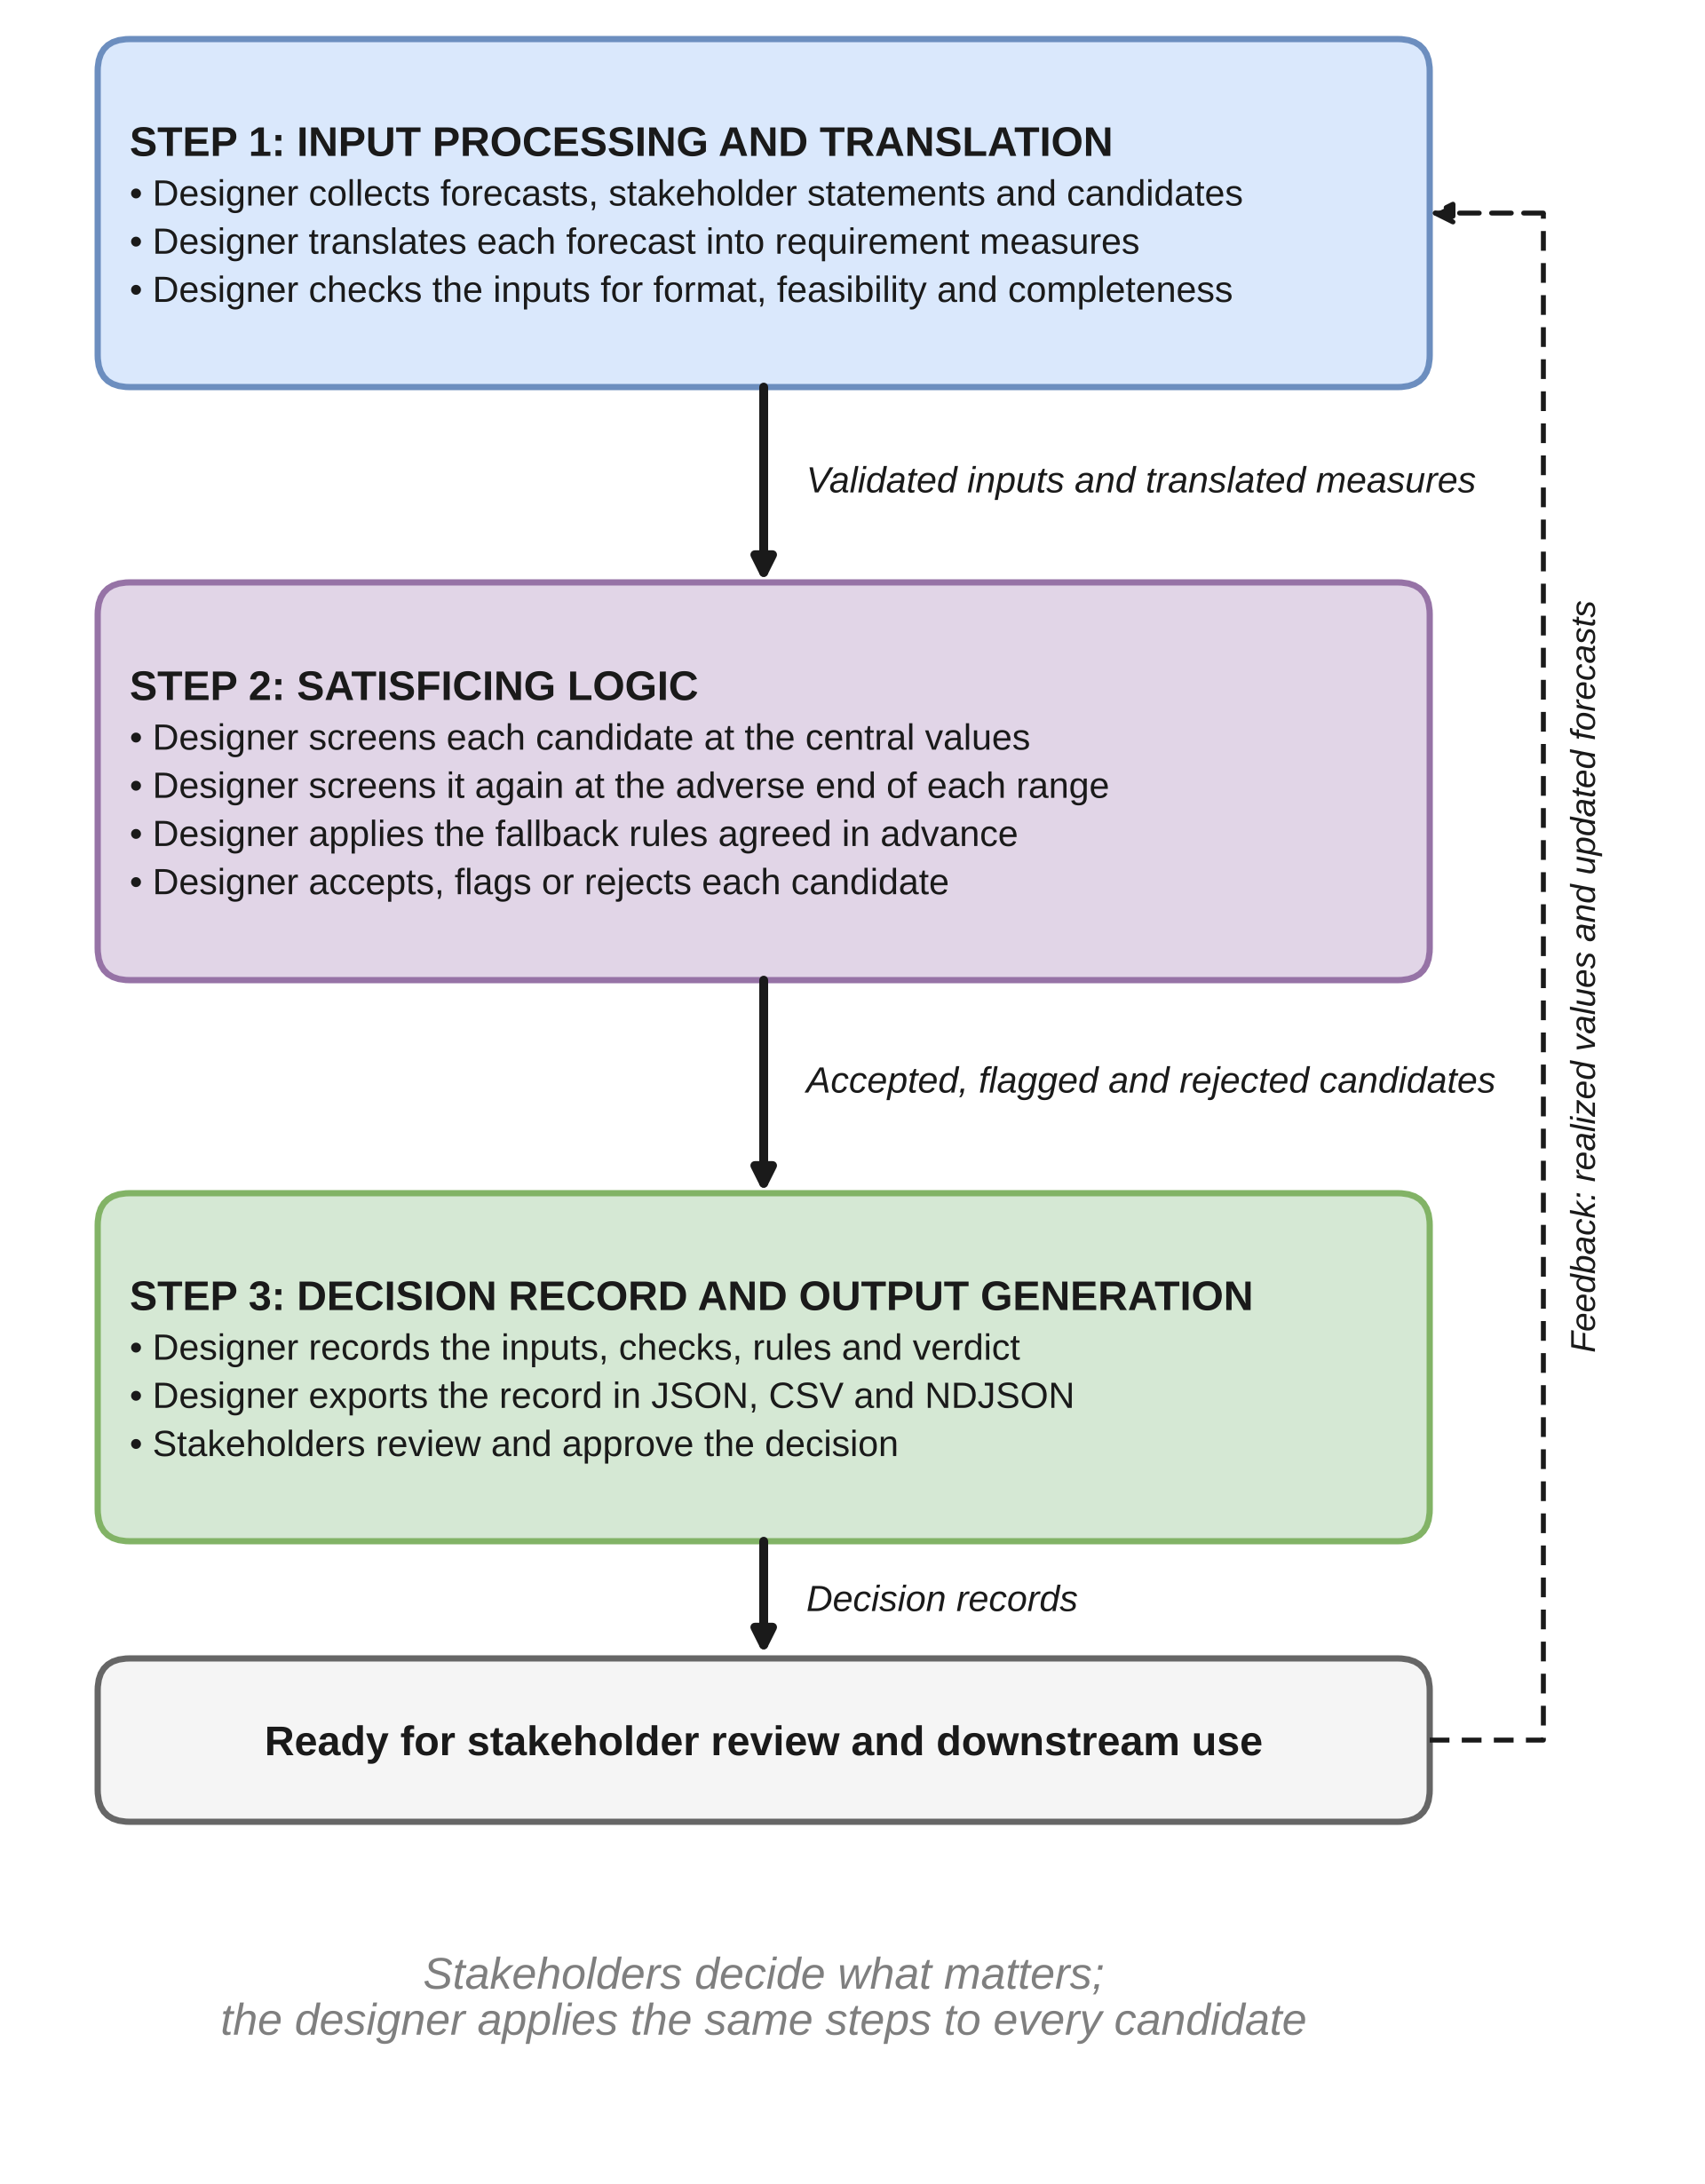 STEP 1: INPUT PROCESSING AND TRANSLATION
• Designer collects forecasts, stakeholder statements and candidates
• Designer translates each forecast into requirement measures
• Designer checks the inputs for format, feasibility and completeness
Validated inputs and translated measures
STEP 2: SATISFICING LOGIC
• Designer screens each candidate at the central values
• Designer screens it again at the adverse end of each range
• Designer applies the fallback rules agreed in advance
• Designer accepts, flags or rejects each candidate
Accepted, flagged and rejected candidates
STEP 3: DECISION RECORD AND OUTPUT GENERATION
• Designer records the inputs, checks, rules and verdict
• Designer exports the record in JSON, CSV and NDJSON
• Stakeholders review and approve the decision
Decision records
Ready for stakeholder review and downstream use
Feedback: realized values and updated forecasts
Stakeholders decide what matters;
the designer applies the same steps to every candidate